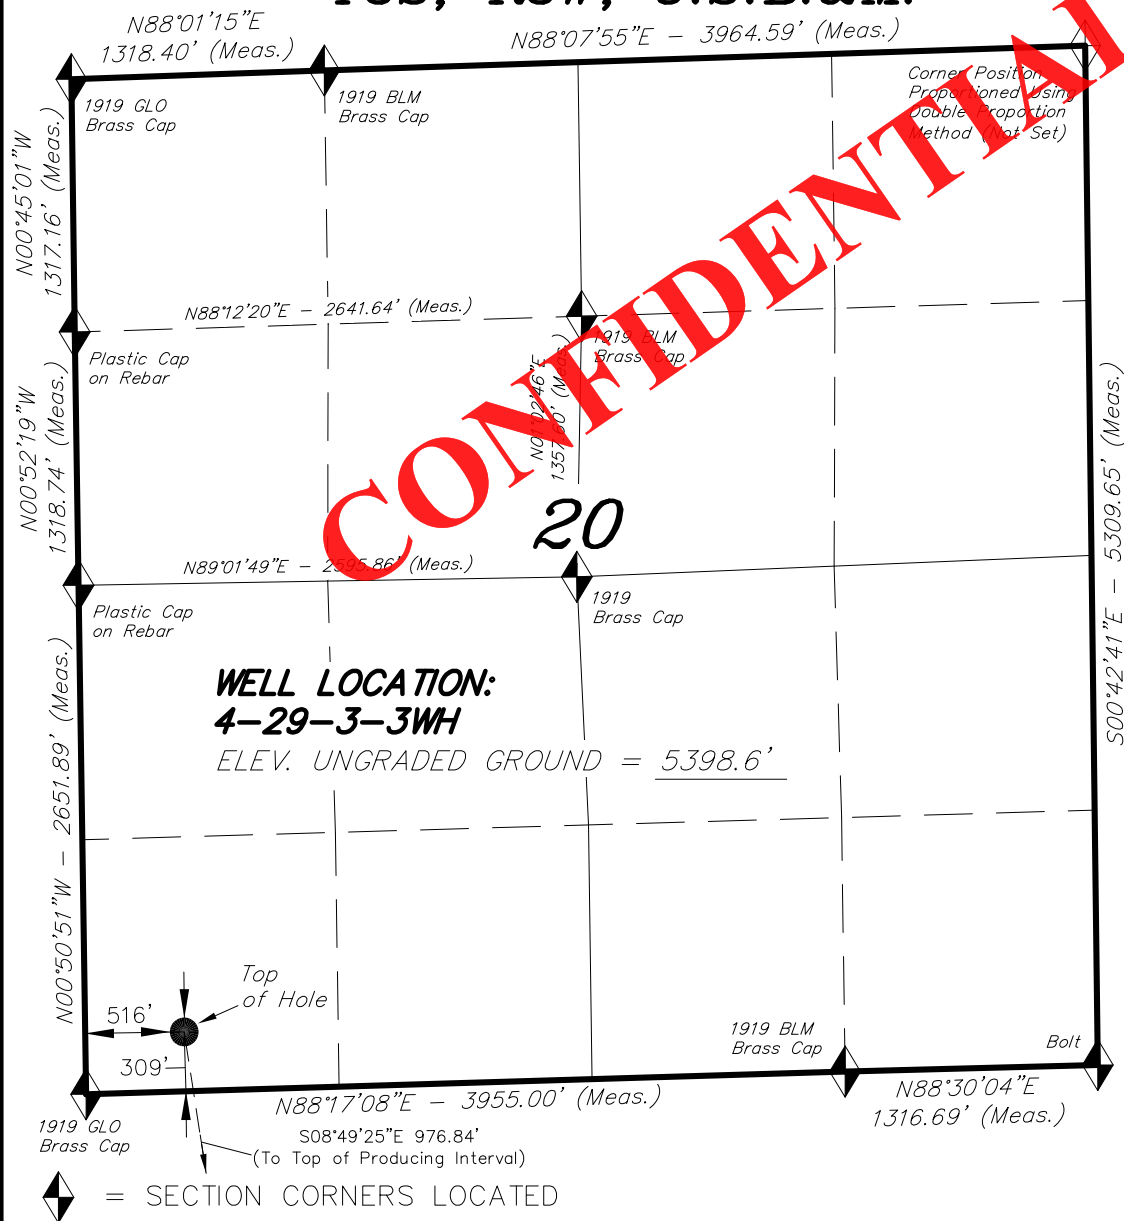 N88°01'15"E
1318.40' (Meas.)
N88°07'55"E - 3964.59' (Meas.)
1919 GLO
Brass Cap
1919 BLM
Brass Cap
Corner Position
Proportioned Using
Double Proportion
Method (Not Set)
N00°45'01"W
1317.16' (Meas.)
CONFIDENTIAL
N88°12'20"E - 2641.64' (Meas.)
Plastic Cap
on Rebar
1919 BLM
Brass Cap
N01°02'46"E
1357.60' (Meas.)
N00°52'19"W
1318.74' (Meas.)
20
S00°42'41"E - 5309.65' (Meas.)
N89°01'49"E - 2595.86' (Meas.)
Plastic Cap
on Rebar
1919
Brass Cap
WELL LOCATION:
4-29-3-3WH
ELEV. UNGRADED GROUND = 5398.6'
N00°50'51"W - 2651.89' (Meas.)
Top
of Hole
516'
309'
1919 BLM
Brass Cap
Bolt
N88°17'08"E - 3955.00' (Meas.)
N88°30'04"E
1316.69' (Meas.)
1919 GLO
Brass Cap
S08°49'25"E 976.84'
(To Top of Producing Interval)
= SECTION CORNERS LOCATED